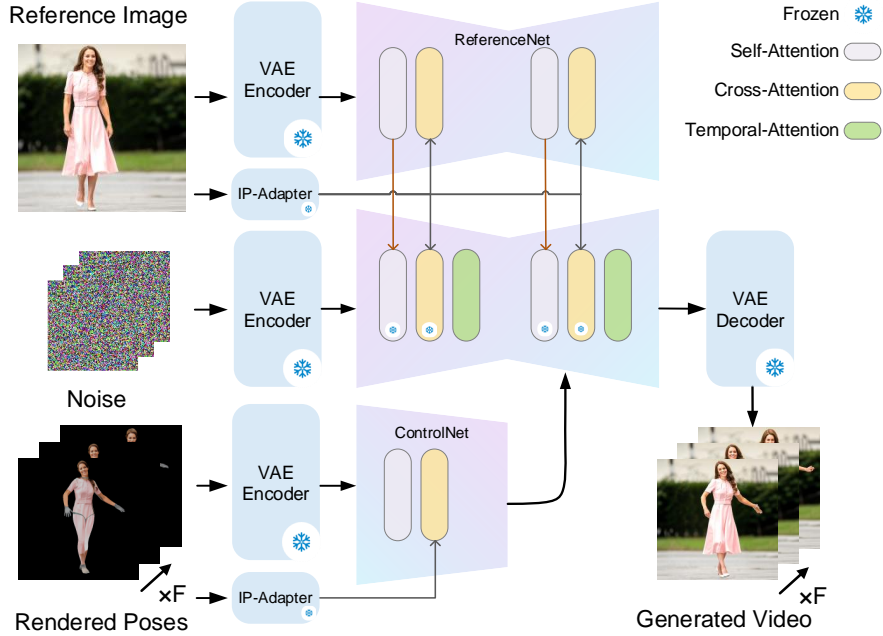 Reference Image
VAE
Encoder
ReferenceNet
Frozen
Self-Attention
Cross-Attention
Temporal-Attention
IP-Adapter
VAE
Encoder
VAE
Decoder
Noise
ControlNet
VAE
Encoder
×F
Rendered Poses
IP-Adapter
×F
Generated Video